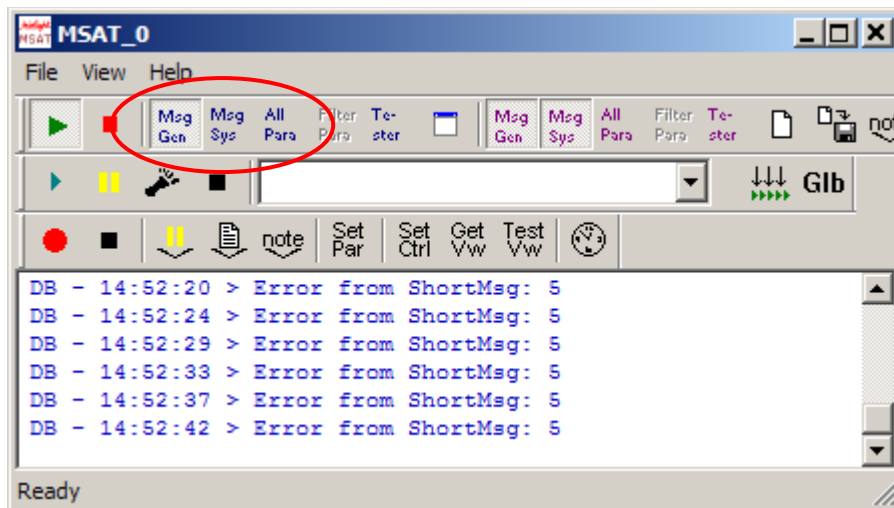 MSAT_0
File View Help
Msg Gen Msg Sys All Para Filter Para Te-ster Msg Gen Msg Sys All Para Filter Para Te-ster
Glb
note Set Par Set Ctrl Get Vw Test Vw
DB - 14:52:20 > Error from ShortMsg: 5
DB - 14:52:24 > Error from ShortMsg: 5
DB - 14:52:29 > Error from ShortMsg: 5
DB - 14:52:33 > Error from ShortMsg: 5
DB - 14:52:37 > Error from ShortMsg: 5
DB - 14:52:42 > Error from ShortMsg: 5
Ready